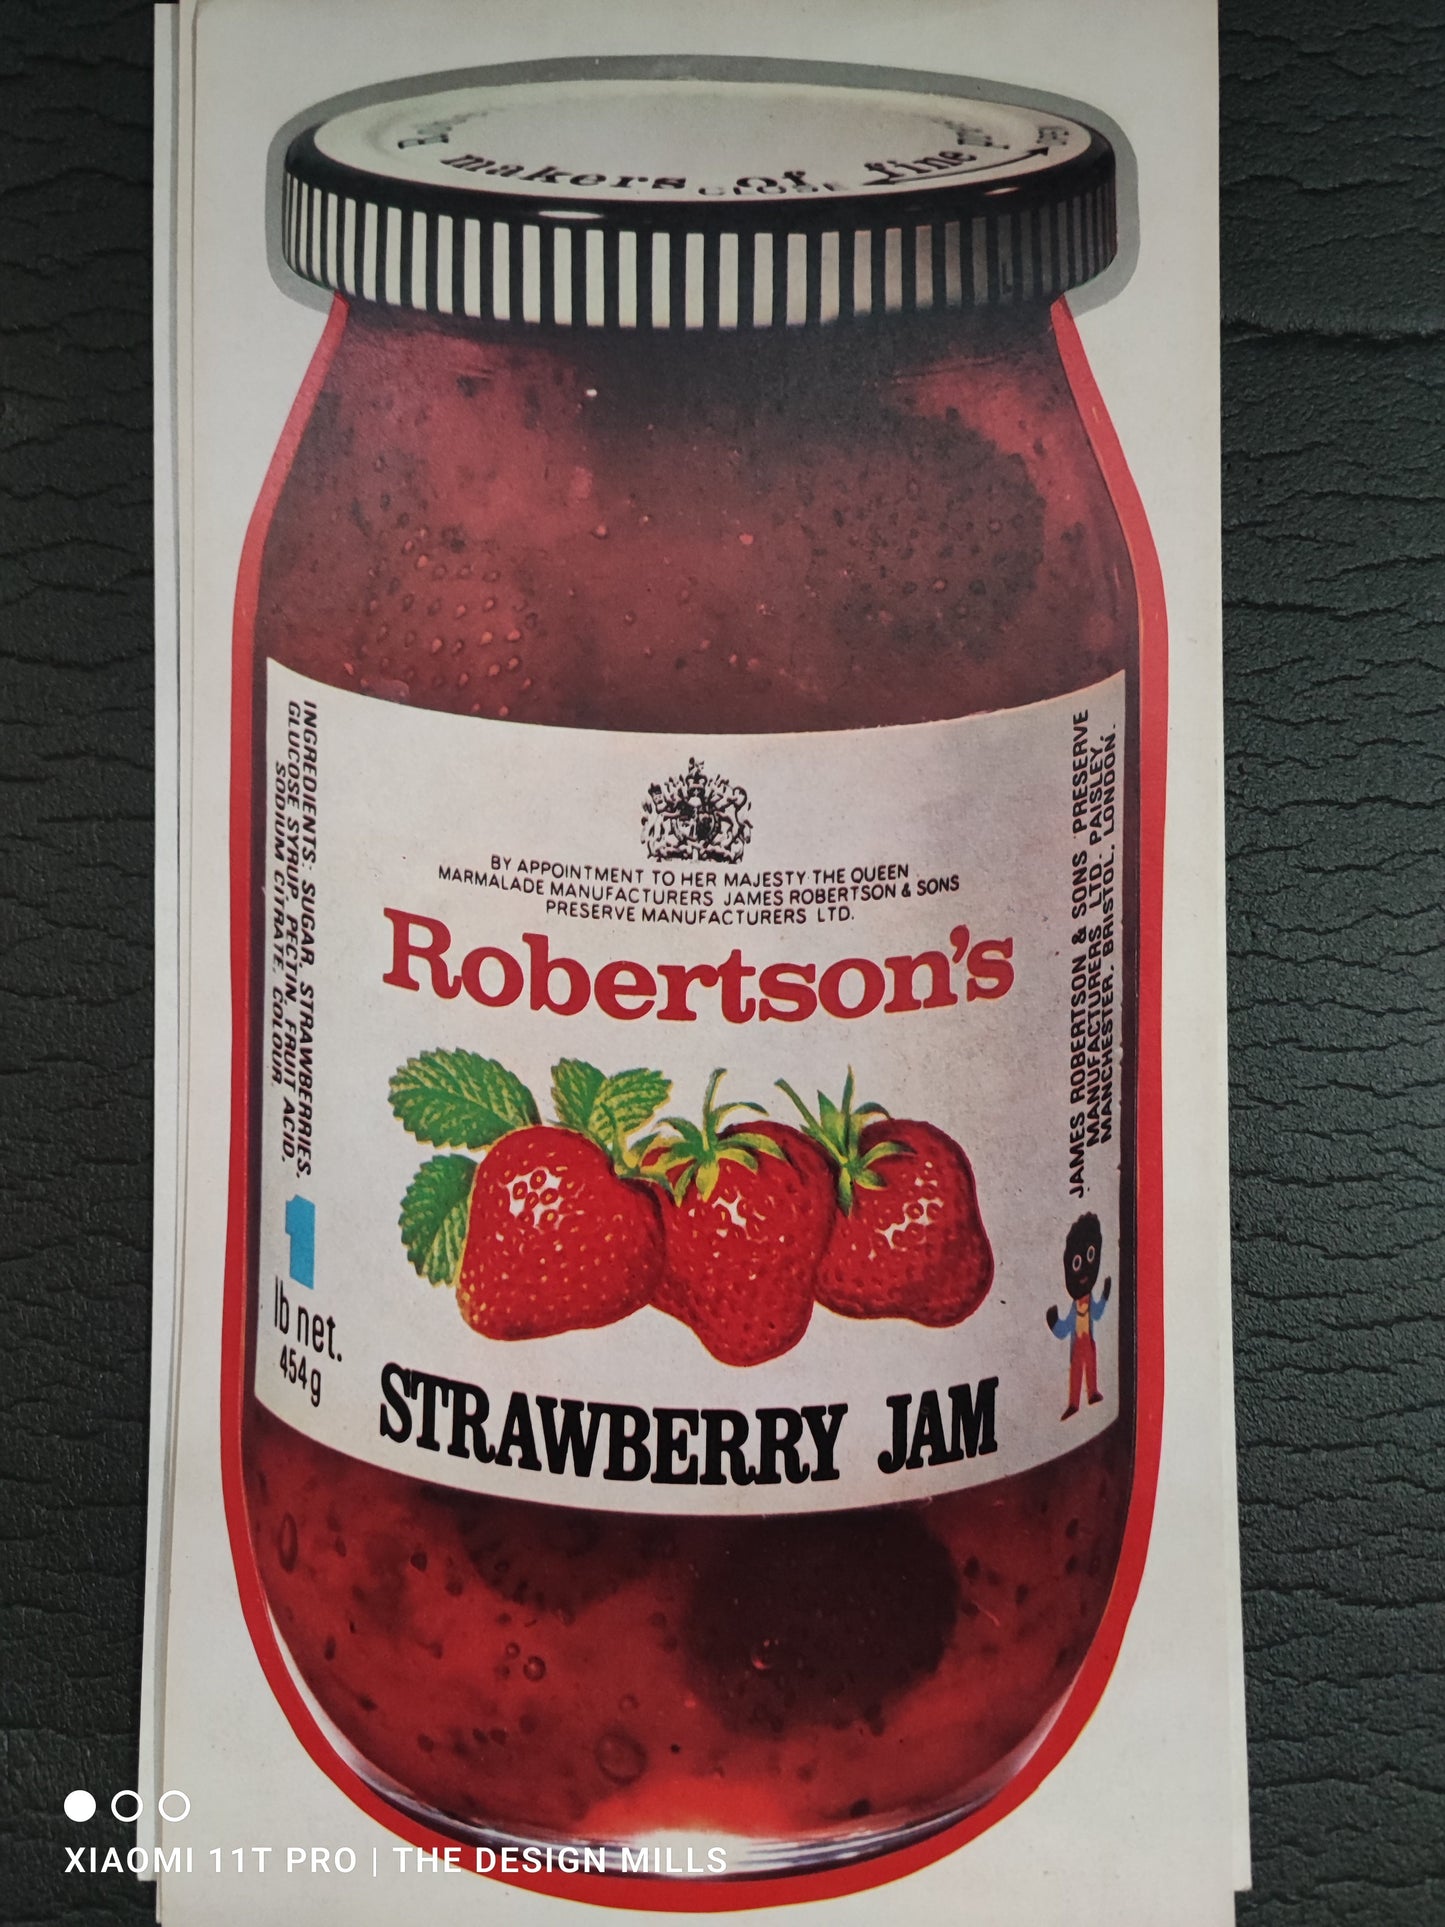 makers of fine
CLOSE
BY APPOINTMENT TO HER MAJESTY THE QUEEN
MARMALADE MANUFACTURERS JAMES ROBERTSON & SONS
PRESERVE MANUFACTURERS LTD.
Robertson's
STRAWBERRY JAM
INGREDIENTS: SUGAR, STRAWBERRIES,
GLUCOSE SYRUP, PECTIN, FRUIT ACID,
SODIUM CITRATE, COLOUR.
1
lb net.
454g
JAMES ROBERTSON & SONS PRESERVE
MANUFACTURERS LTD. PAISLEY,
MANCHESTER, BRISTOL, LONDON.
XIAOMI 11T PRO | THE DESIGN MILLS